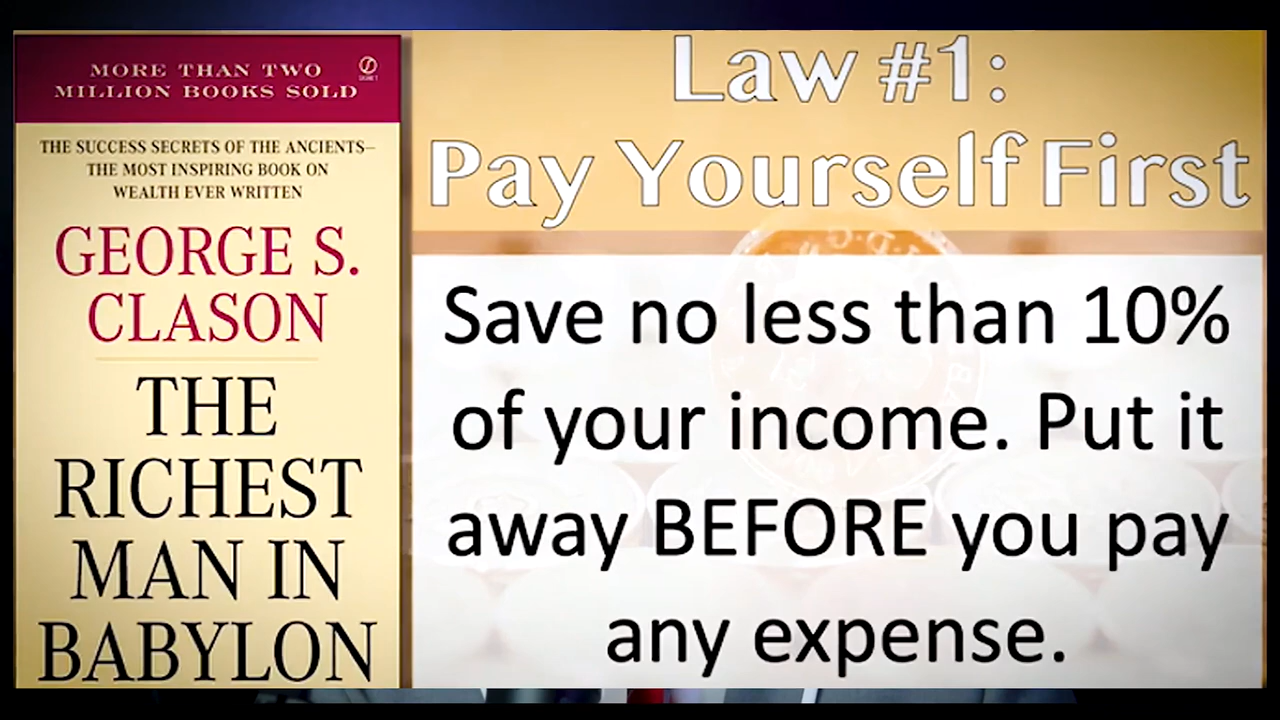 MORE THAN TWO
MILLION BOOKS SOLD
THE SUCCESS SECRETS OF THE ANCIENTS—
THE MOST INSPIRING BOOK ON
WEALTH EVER WRITTEN
GEORGE S.
CLASON
THE
RICHEST
MAN IN
BABYLON
Law #1:
Pay Yourself First
Save no less than 10%
of your income. Put it
away BEFORE you pay
any expense.